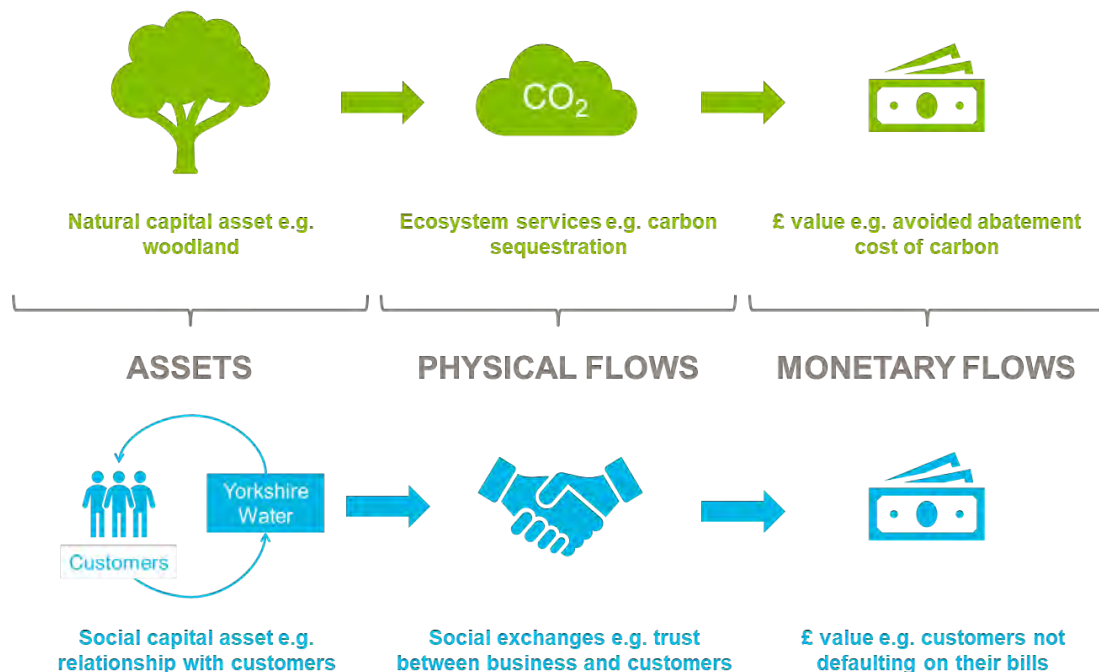 CO₂
Natural capital asset e.g.
woodland
Ecosystem services e.g. carbon
sequestration
£ value e.g. avoided abatement
cost of carbon
ASSETS
PHYSICAL FLOWS
MONETARY FLOWS
Yorkshire
Water
Customers
Social capital asset e.g.
relationship with customers
Social exchanges e.g. trust
between business and customers
£ value e.g. customers not
defaulting on their bills